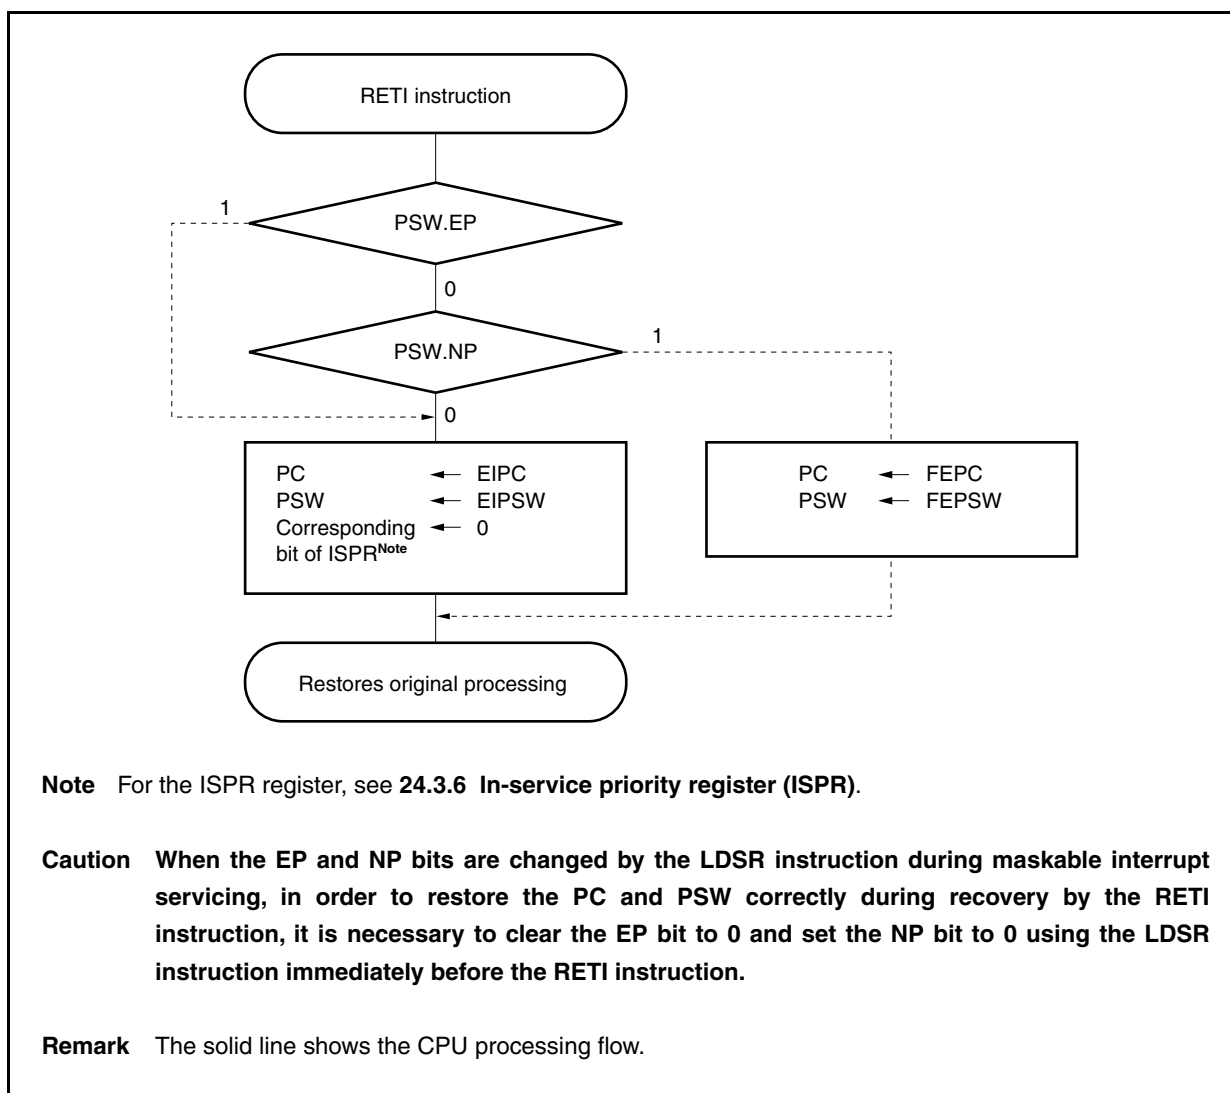 RETI instruction
1
PSW.EP
0
1
PSW.NP
0
PC ← EIPC
PSW ← EIPSW
Corresponding ← 0
bit of ISPRNote
PC ← FEPC
PSW ← FEPSW
Restores original processing
Note For the ISPR register, see 24.3.6 In-service priority register (ISPR).
Caution When the EP and NP bits are changed by the LDSR instruction during maskable interrupt
servicing, in order to restore the PC and PSW correctly during recovery by the RETI
instruction, it is necessary to clear the EP bit to 0 and set the NP bit to 0 using the LDSR
instruction immediately before the RETI instruction.
Remark The solid line shows the CPU processing flow.